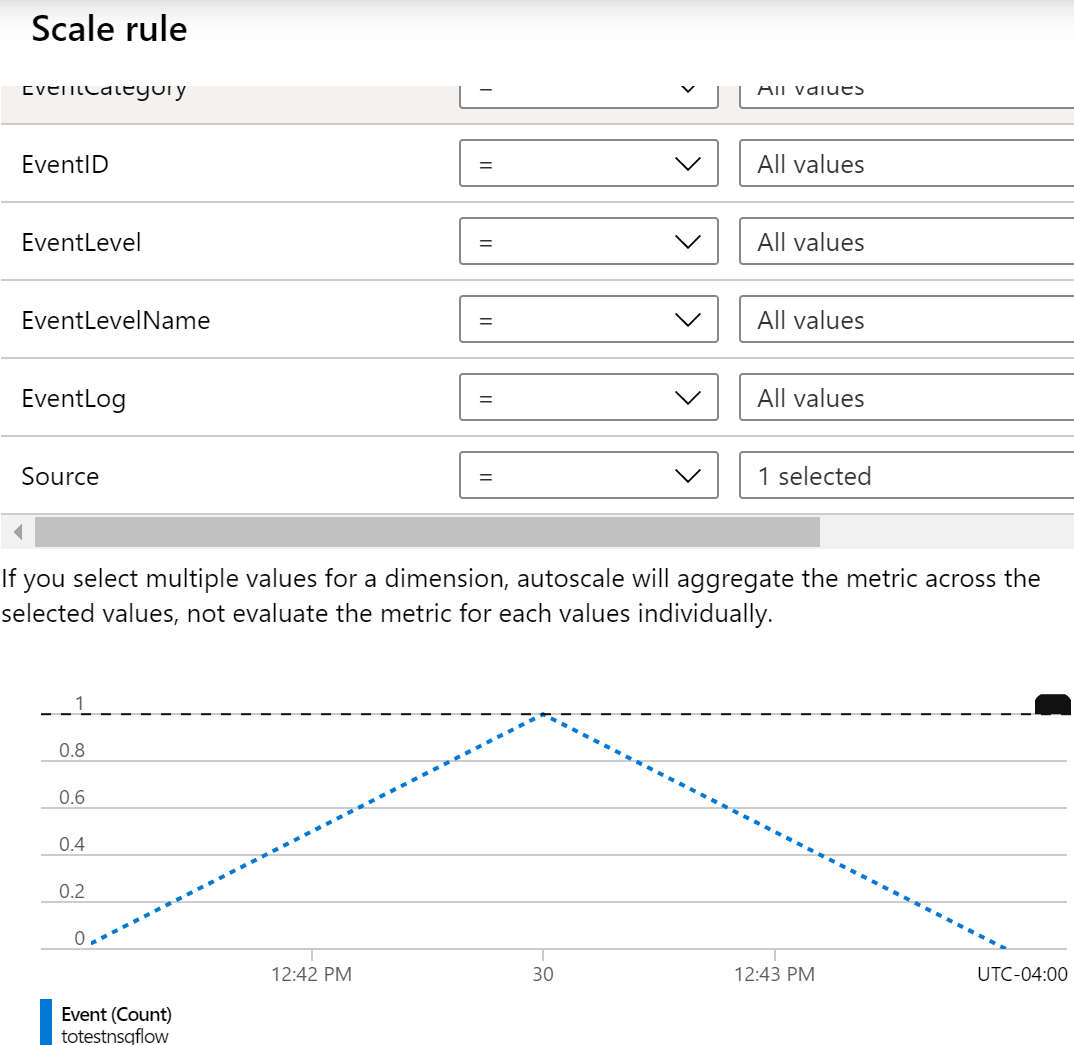 Scale rule
EventCategory = All values
EventID = All values
EventLevel = All values
EventLevelName = All values
EventLog = All values
Source = 1 selected
If you select multiple values for a dimension, autoscale will aggregate the metric across the
selected values, not evaluate the metric for each values individually.
1
0.8
0.6
0.4
0.2
0
12:42 PM 30 12:43 PM UTC-04:00
Event (Count)
totestnsgflow